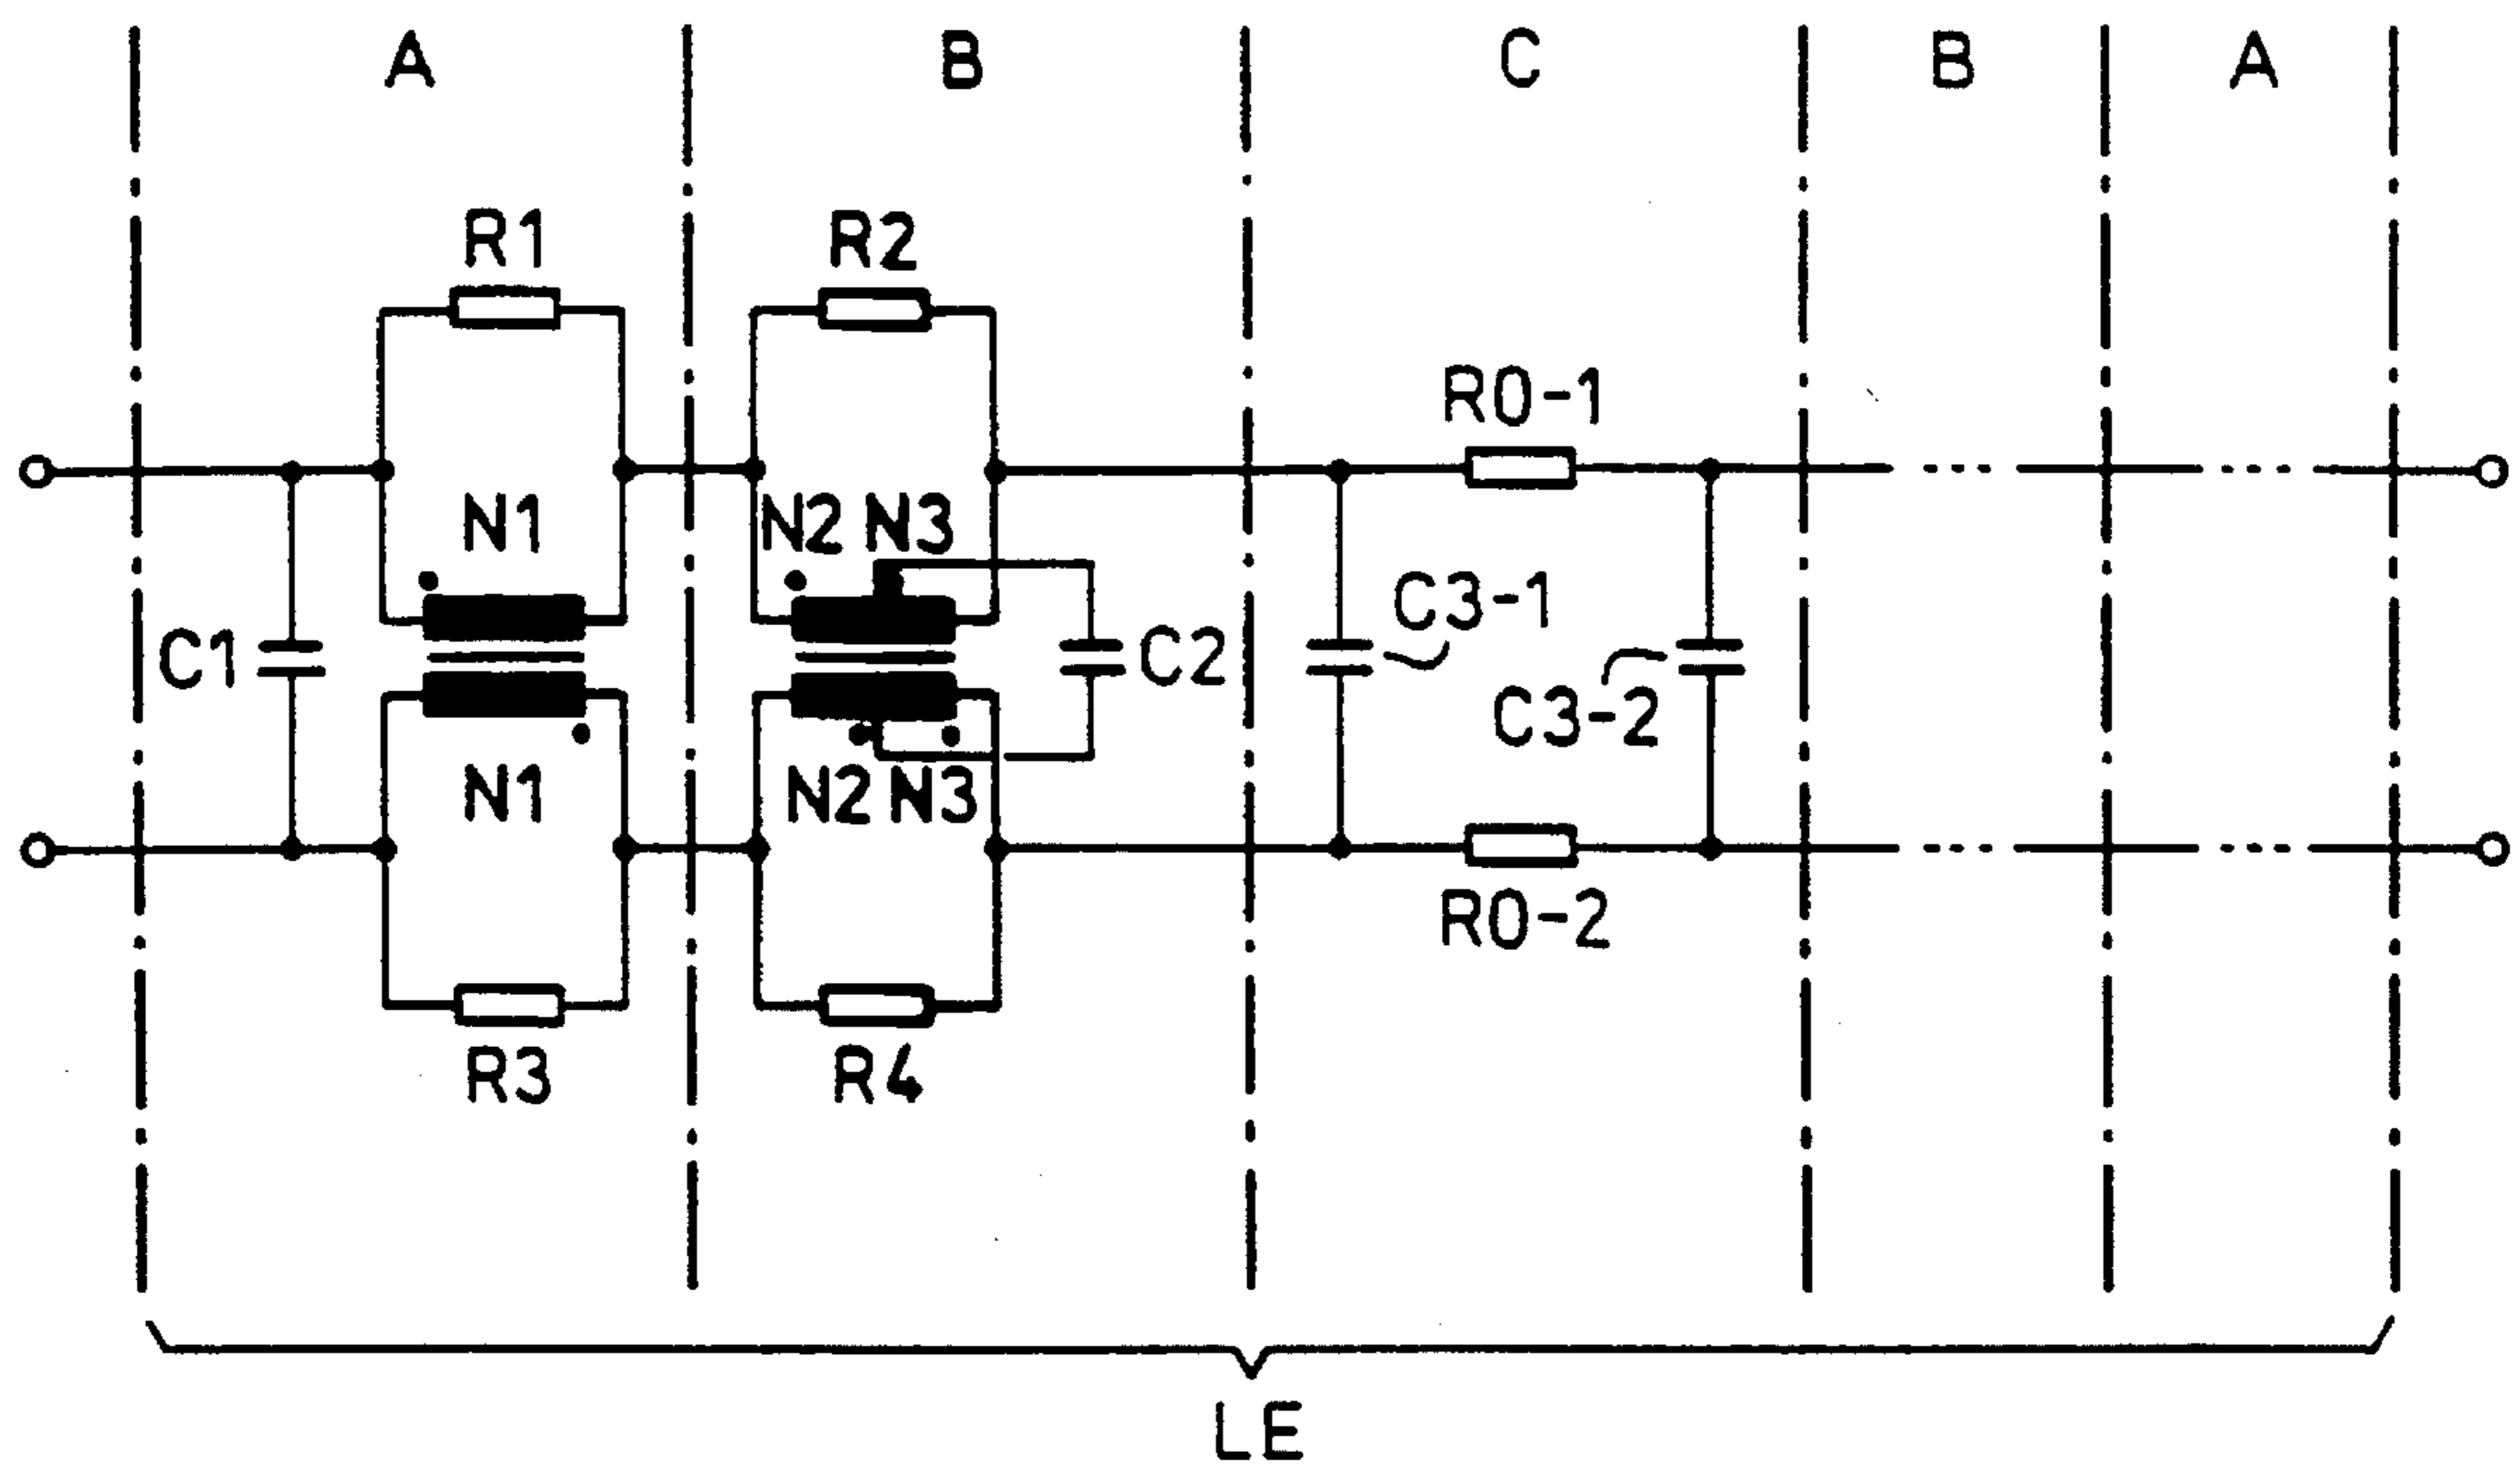 A B C B A
R1 R2
R0-1
N1 N2 N3
C3-1
C1 C2
C3-2
N1 N2 N3
R0-2
R3 R4
LE